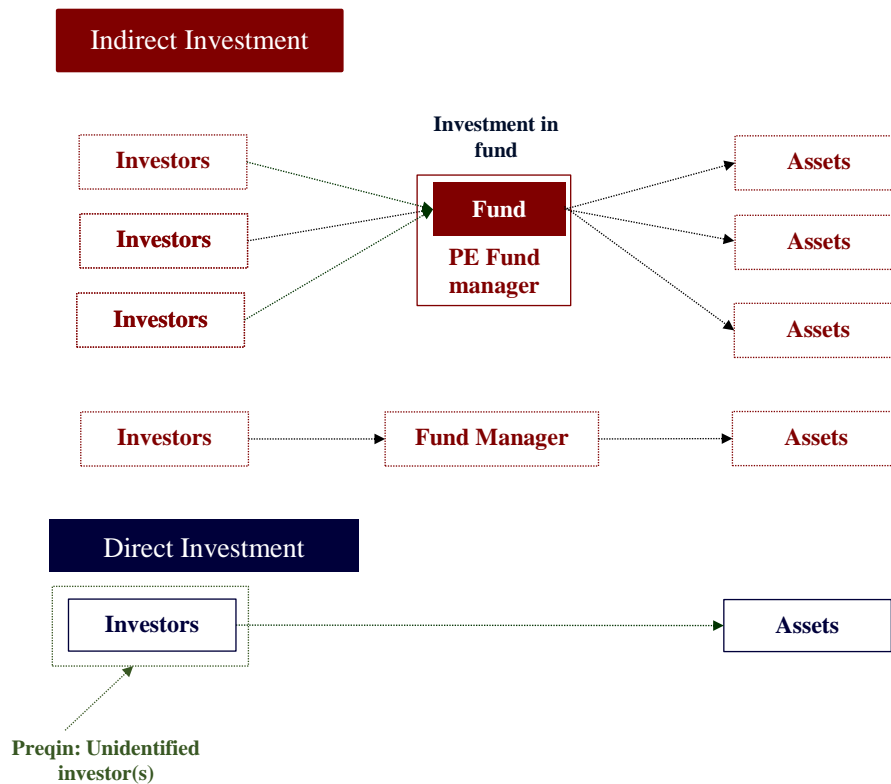 Indirect Investment
Investment in
fund
Investors
Assets
Fund
Investors
Assets
PE Fund
manager
Investors
Assets
Investors
Fund Manager
Assets
Direct Investment
Investors
Assets
Preqin: Unidentified
investor(s)